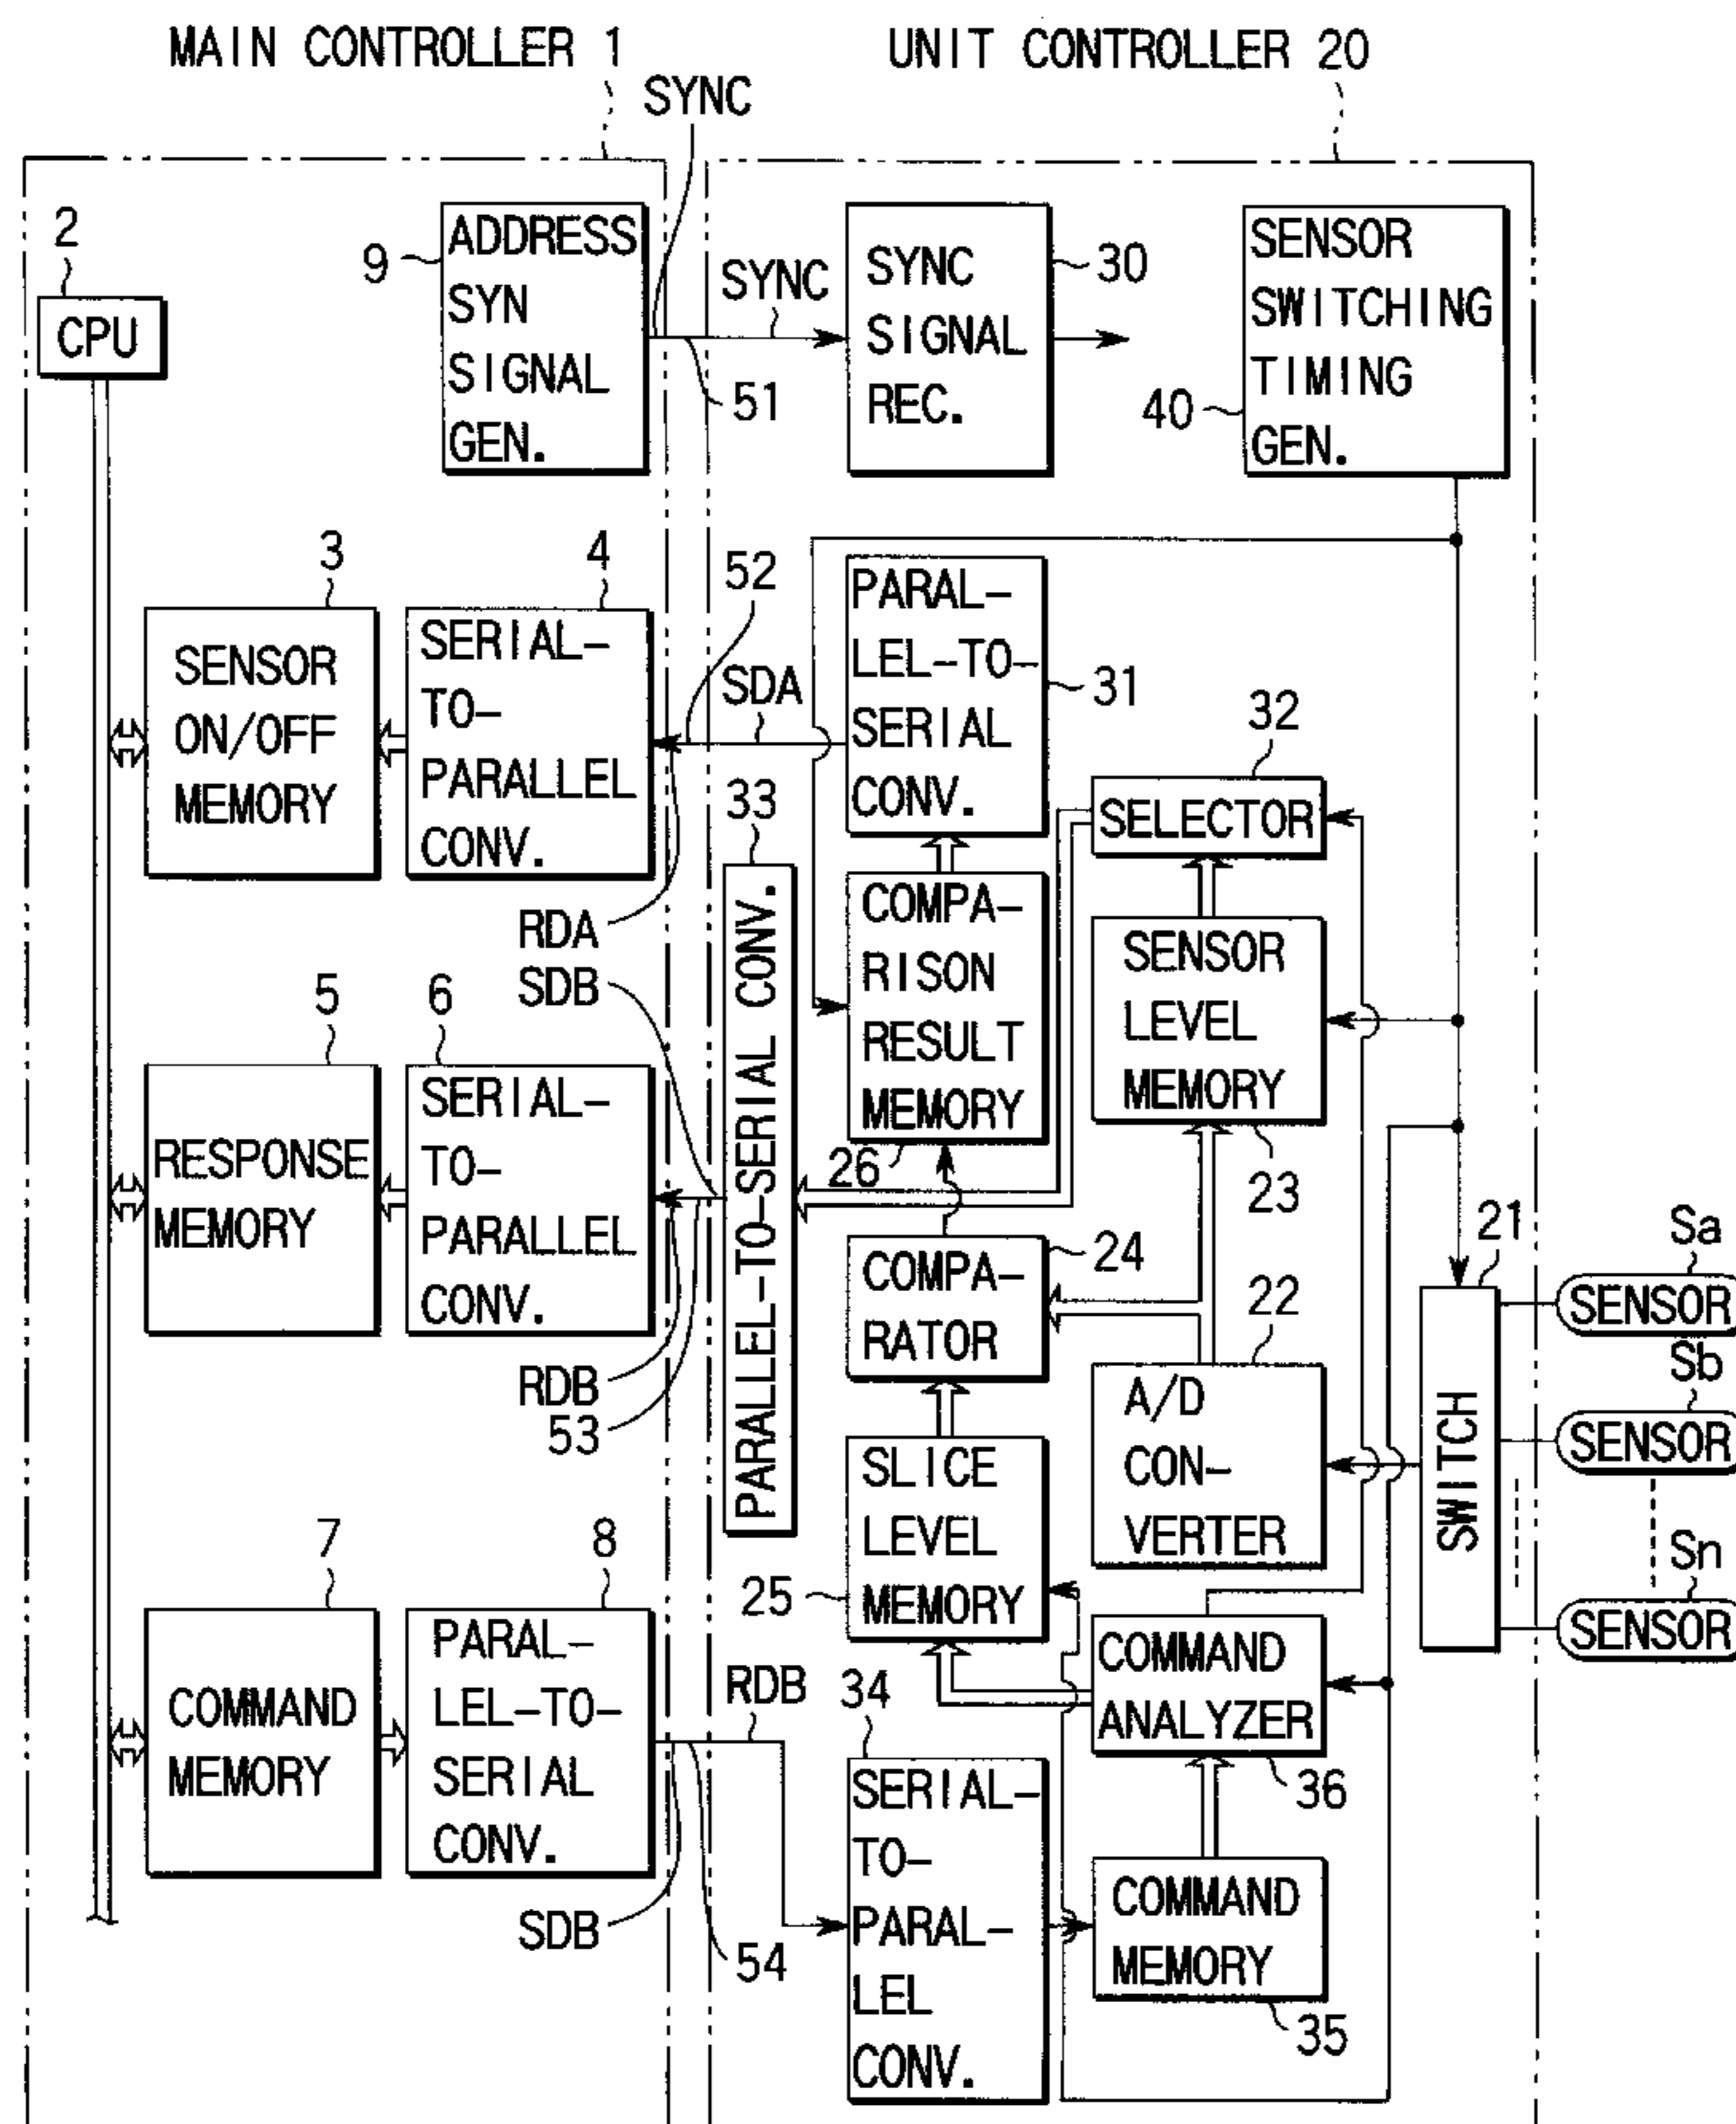 MAIN CONTROLLER 1
UNIT CONTROLLER 20
SYNC
2
CPU
9
ADDRESS
SYN
SIGNAL
GEN.
SYNC
51
SYNC
SIGNAL
REC.
30
SENSOR
SWITCHING
TIMING
GEN.
40
3
SENSOR
ON/OFF
MEMORY
4
SERIAL-
TO-
PARALLEL
CONV.
52
SDA
RDA
PARAL-
LEL-TO-
SERIAL
CONV.
31
32
SELECTOR
33
PARALLEL-TO-SERIAL CONV.
COMPA-
RISON
RESULT
MEMORY
26
SENSOR
LEVEL
MEMORY
23
SDB
5
RESPONSE
MEMORY
6
SERIAL-
TO-
PARALLEL
CONV.
RDB
53
COMPA-
RATOR
24
22
A/D
CON-
VERTER
21
SWITCH
Sa
SENSOR
Sb
SENSOR
Sn
SENSOR
SLICE
LEVEL
MEMORY
25
7
COMMAND
MEMORY
8
PARAL-
LEL-TO-
SERIAL
CONV.
RDB
SDB
54
34
SERIAL-
TO-
PARAL-
LEL
CONV.
COMMAND
ANALYZER
36
COMMAND
MEMORY
35